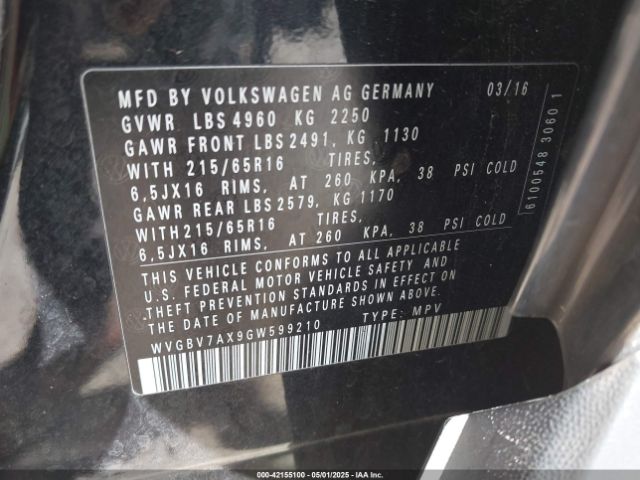 MFD BY VOLKSWAGEN AG GERMANY 03/16
GVWR LBS 4960 KG 2250
GAWR FRONT LBS 2491, KG 1130
WITH 215/65R16 TIRES,
6,5JX16 RIMS, AT 260 KPA, 38 PSI COLD
GAWR REAR LBS 2579, KG 1170
WITH 215/65R16 TIRES,
6,5JX16 RIMS, AT 260 KPA, 38 PSI COLD
THIS VEHICLE CONFORMS TO ALL APPLICABLE
U.S. FEDERAL MOTOR VEHICLE SAFETY AND
THEFT PREVENTION STANDARDS IN EFFECT ON
THE DATE OF MANUFACTURE SHOWN ABOVE.
WVGBV7AX9GW599210 TYPE: MPV
6100548 3060 1
000-42155100 - 05/01/2025 - IAAI Holdings, LLC.